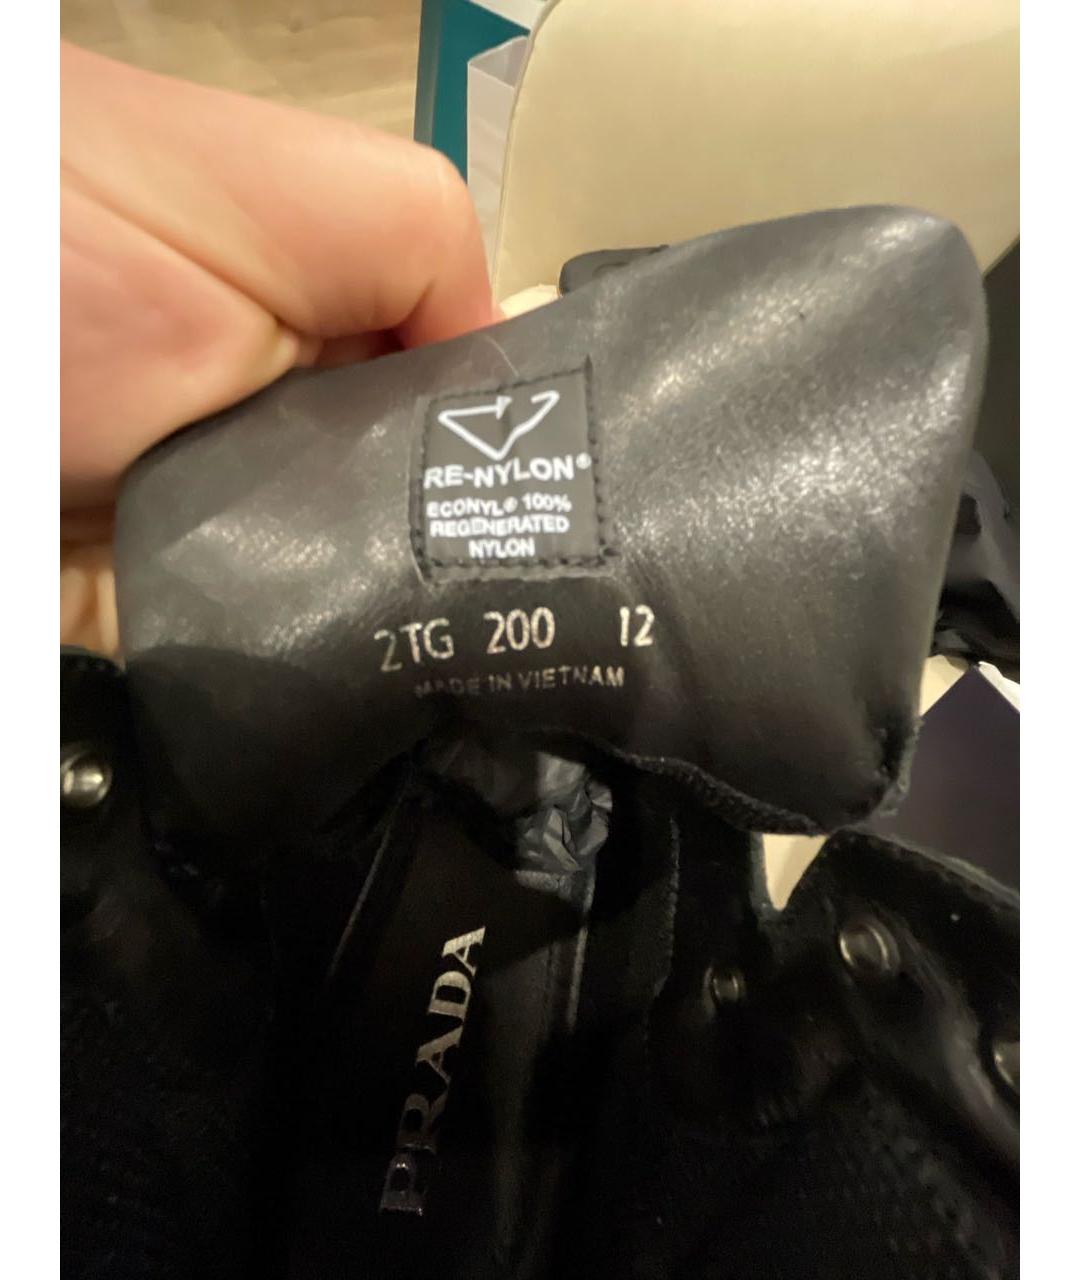 RE-NYLON®
ECONYL® 100%
REGENERATED
NYLON
2TG 200 12
MADE IN VIETNAM
PRADA